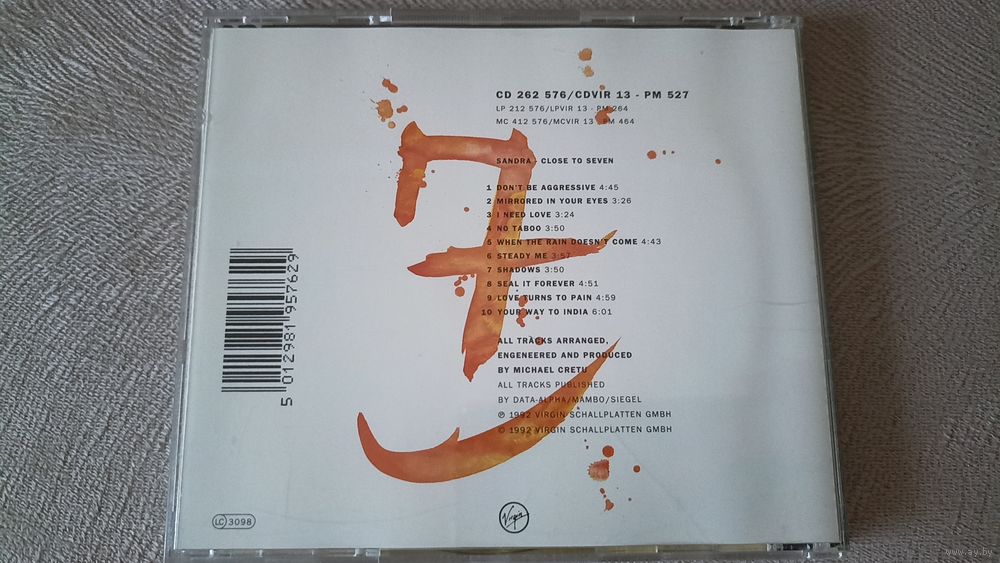 CD 262 576/CDVIR 13 - PM 527
LP 212 576/LPVIR 13 - PM 264
MC 412 576/MCVIR 13 - PM 464
SANDRA - CLOSE TO SEVEN
1 DON'T BE AGGRESSIVE 4:45
2 MIRRORED IN YOUR EYES 3:26
3 I NEED LOVE 3:24
4 NO TABOO 3:50
5 WHEN THE RAIN DOESN'T COME 4:43
6 STEADY ME 3:57
7 SHADOWS 3:50
8 SEAL IT FOREVER 4:51
9 LOVE TURNS TO PAIN 4:59
10 YOUR WAY TO INDIA 6:01
ALL TRACKS ARRANGED,
ENGENEERED AND PRODUCED
BY MICHAEL CRETU
ALL TRACKS PUBLISHED
BY DATA-ALPHA/MAMBO/SIEGEL
℗ 1992 VIRGIN SCHALLPLATTEN GMBH
© 1992 VIRGIN SCHALLPLATTEN GMBH
5 012981 957629
LC 3098
Virgin
www.ay.by